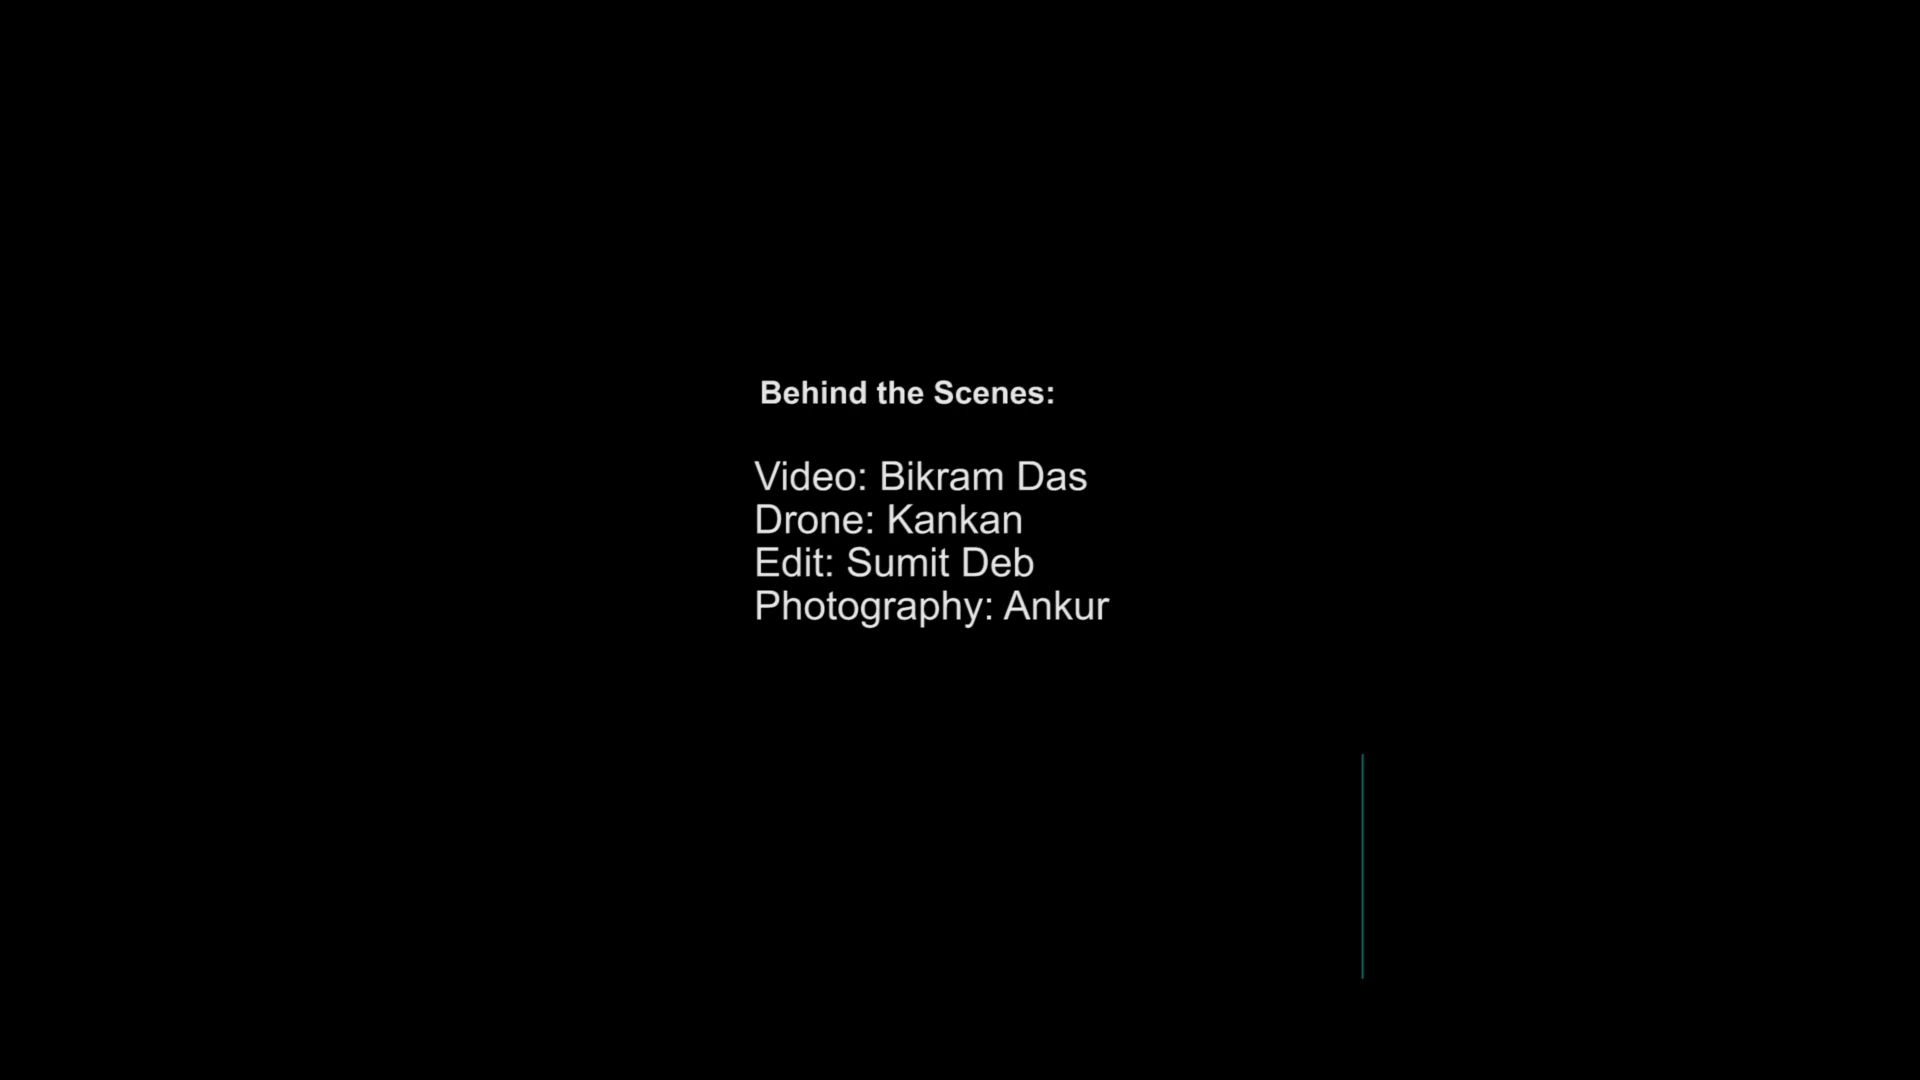 Behind the Scenes:
Video: Bikram Das
Drone: Kankan
Edit: Sumit Deb
Photography: Ankur